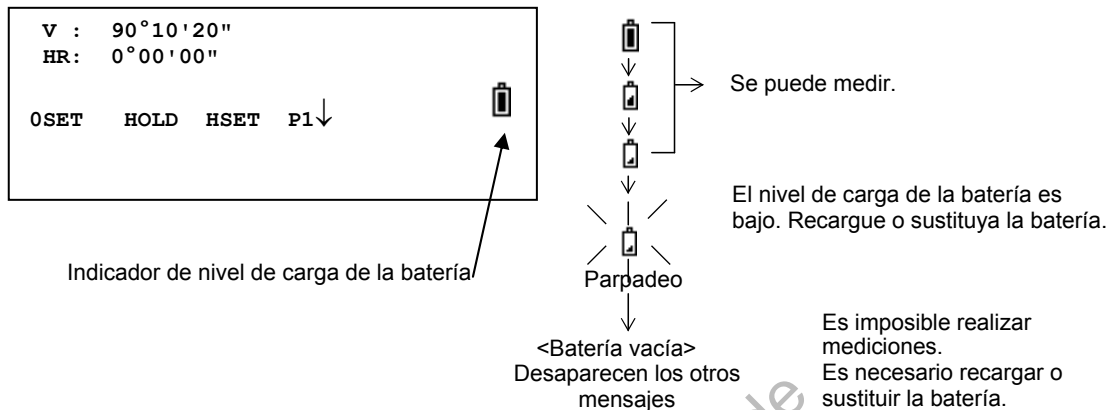 V :  90°10'20"
HR:  0°00'00"
0SET HOLD HSET P1↓
Indicador de nivel de carga de la batería
Se puede medir.
El nivel de carga de la batería es
bajo. Recargue o sustituya la batería.
Parpadeo
<Batería vacía>
Desaparecen los otros
mensajes
Es imposible realizar
mediciones.
Es necesario recargar o
sustituir la batería.